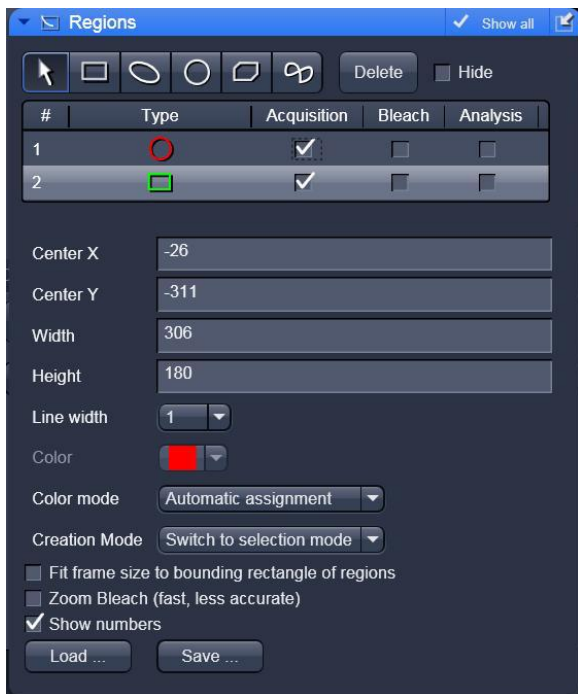 Regions Show all
Delete Hide
# Type Acquisition Bleach Analysis
1
2
Center X -26
Center Y -311
Width 306
Height 180
Line width 1
Color
Color mode Automatic assignment
Creation Mode Switch to selection mode
Fit frame size to bounding rectangle of regions
Zoom Bleach (fast, less accurate)
Show numbers
Load ... Save ...